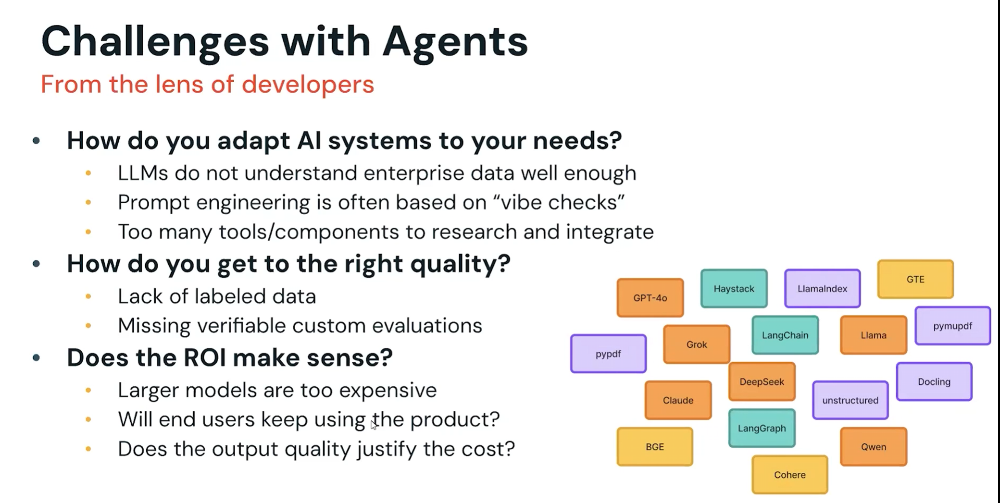 Challenges with Agents
From the lens of developers
• How do you adapt AI systems to your needs?
• LLMs do not understand enterprise data well enough
• Prompt engineering is often based on “vibe checks”
• Too many tools/components to research and integrate
• How do you get to the right quality?
• Lack of labeled data
• Missing verifiable custom evaluations
• Does the ROI make sense?
• Larger models are too expensive
• Will end users keep using the product?
• Does the output quality justify the cost?
GTE
Haystack
LlamaIndex
GPT-4o
pymupdf
LangChain
Llama
Grok
pypdf
DeepSeek
Docling
Claude
unstructured
LangGraph
BGE
Qwen
Cohere